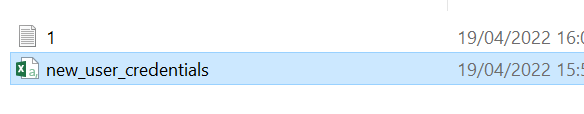 1 19/04/2022 16:0
new_user_credentials 19/04/2022 15:5